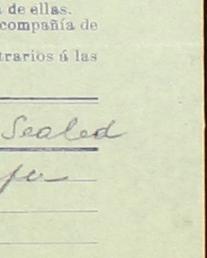 de ellas.
compañía de
trarios á las
Sealed